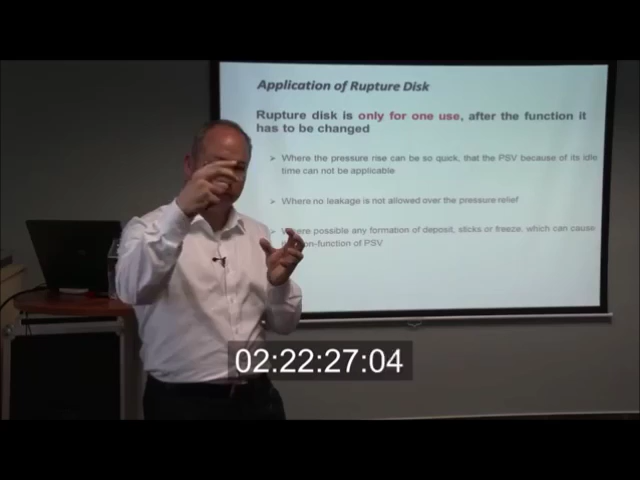 Application of Rupture Disk
Rupture disk is only for one use, after the function it
has to be changed
➢ Where the pressure rise can be so quick, that the PSV because of its idle
time can not be applicable
➢ Where no leakage is not allowed over the pressure relief
➢ Where possible any formation of deposit, sticks or freeze, which can cause
on-function of PSV
02:22:27:04